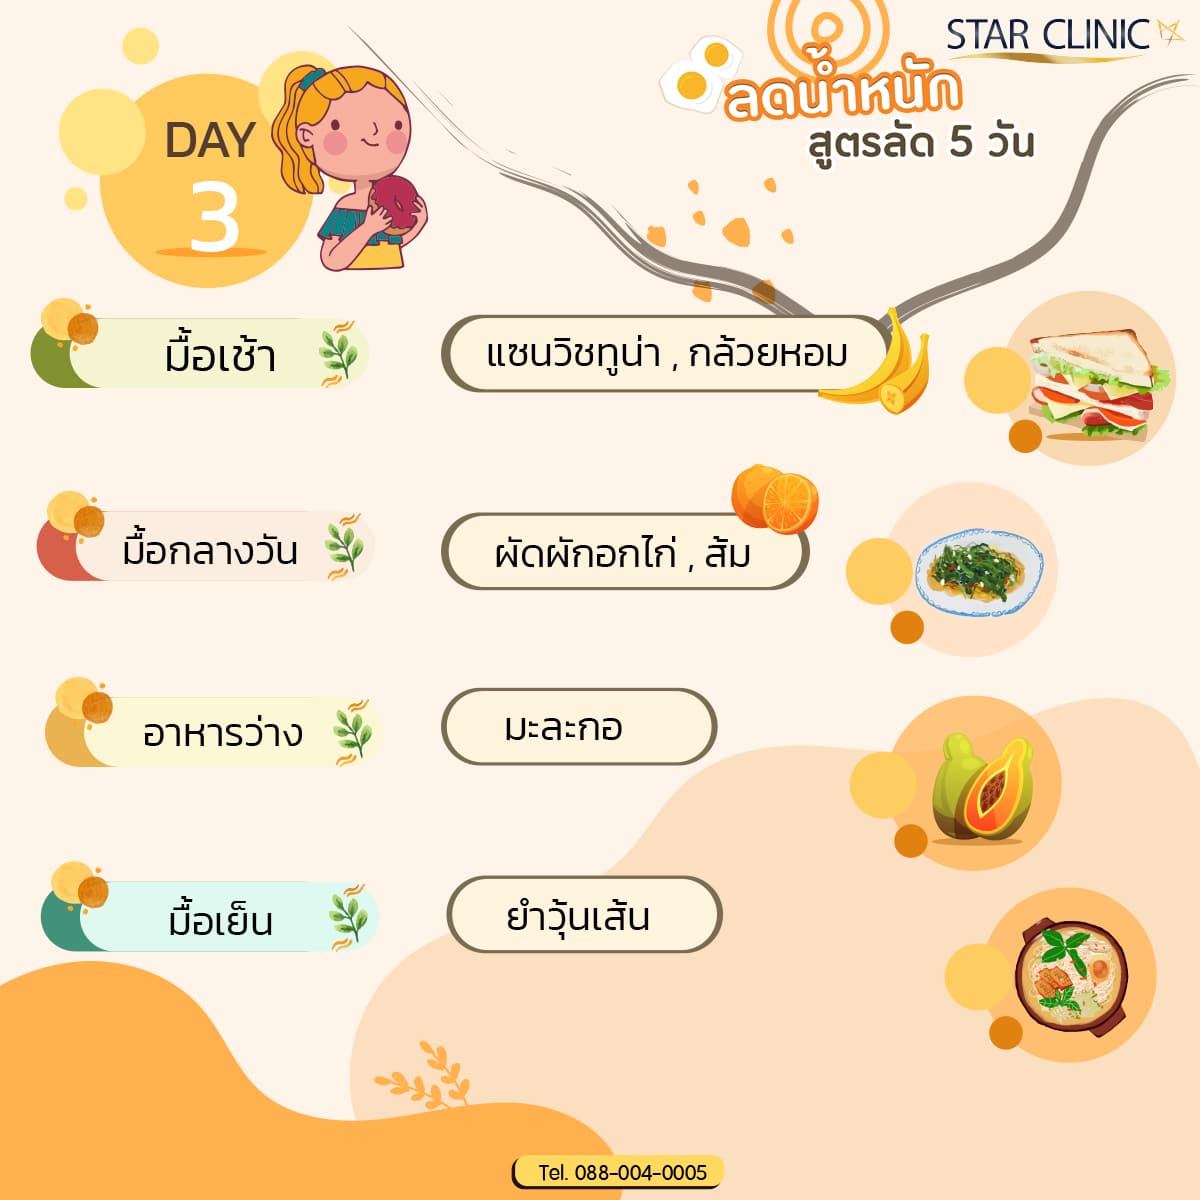 STAR CLINIC
ลดน้ำหนัก
สูตรลัด 5 วัน
DAY
3
มื้อเช้า
แซนวิชทูน่า , กล้วยหอม
มื้อกลางวัน
ผัดผักอกไก่ , ส้ม
อาหารว่าง
มะละกอ
มื้อเย็น
ยำวุ้นเส้น
Tel. 088-004-0005